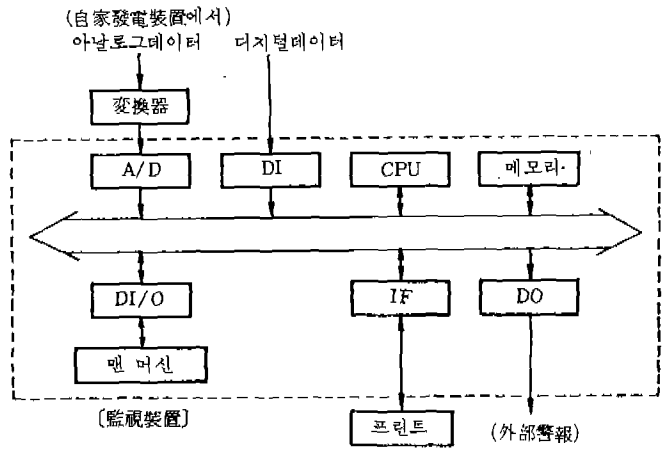 (自家發電裝置에서)
아날로그데이터 디지털데이터
変換器
A/D DI CPU 메모리
DI/O IF DO
맨 머신
〔監視裝置〕
프린트 (外部警報)